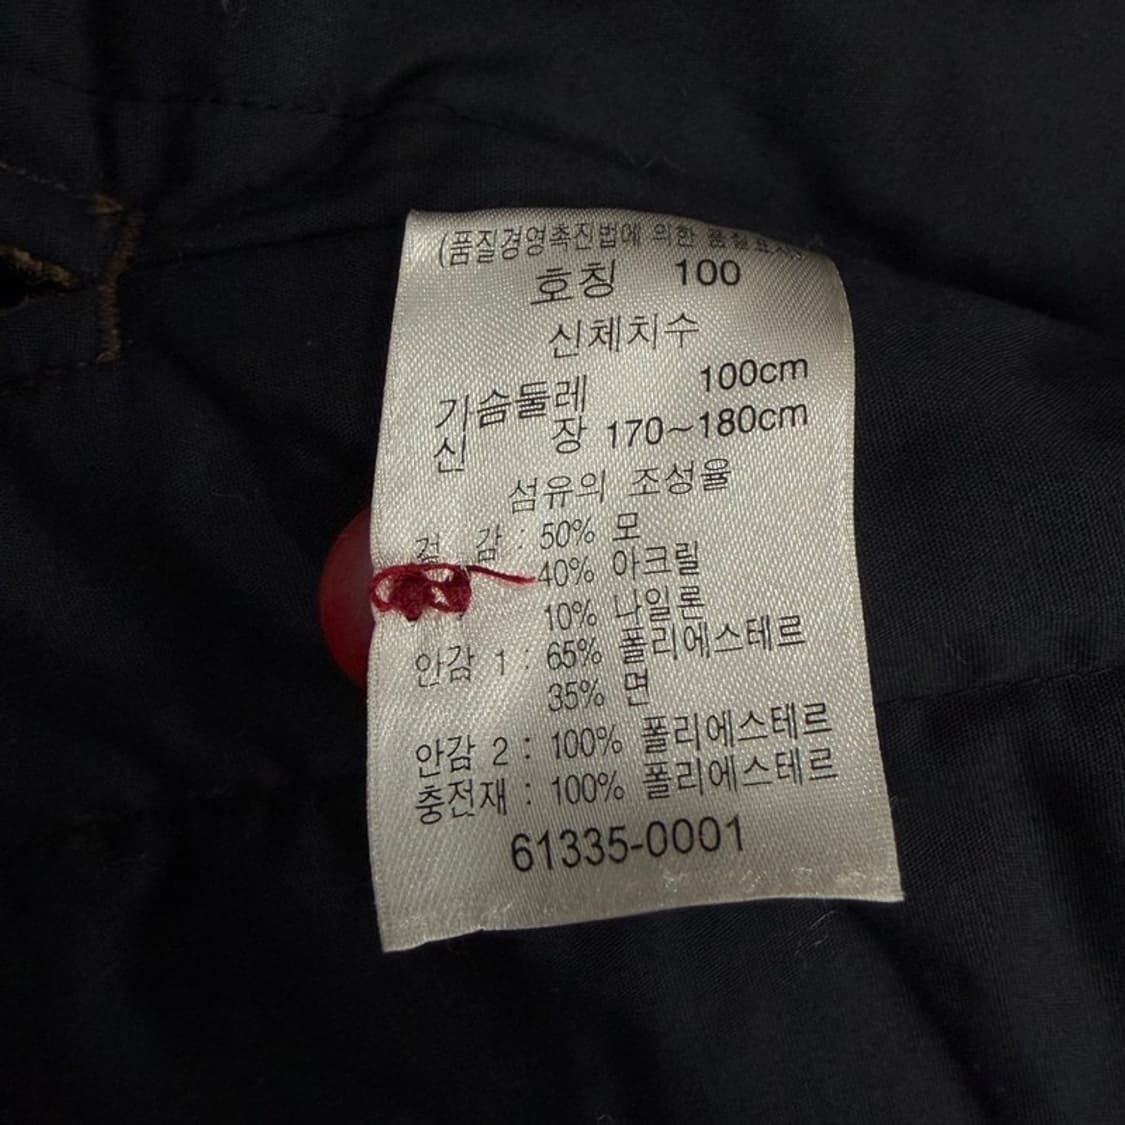 (품질경영촉진법에 의한 품질표시)
호칭 100
신체치수
가슴둘레 100cm
신 장 170~180cm
섬유의 조성율
겉 감 : 50% 모
40% 아크릴
10% 나일론
안감 1 : 65% 폴리에스테르
35% 면
안감 2 : 100% 폴리에스테르
충전재 : 100% 폴리에스테르
61335-0001